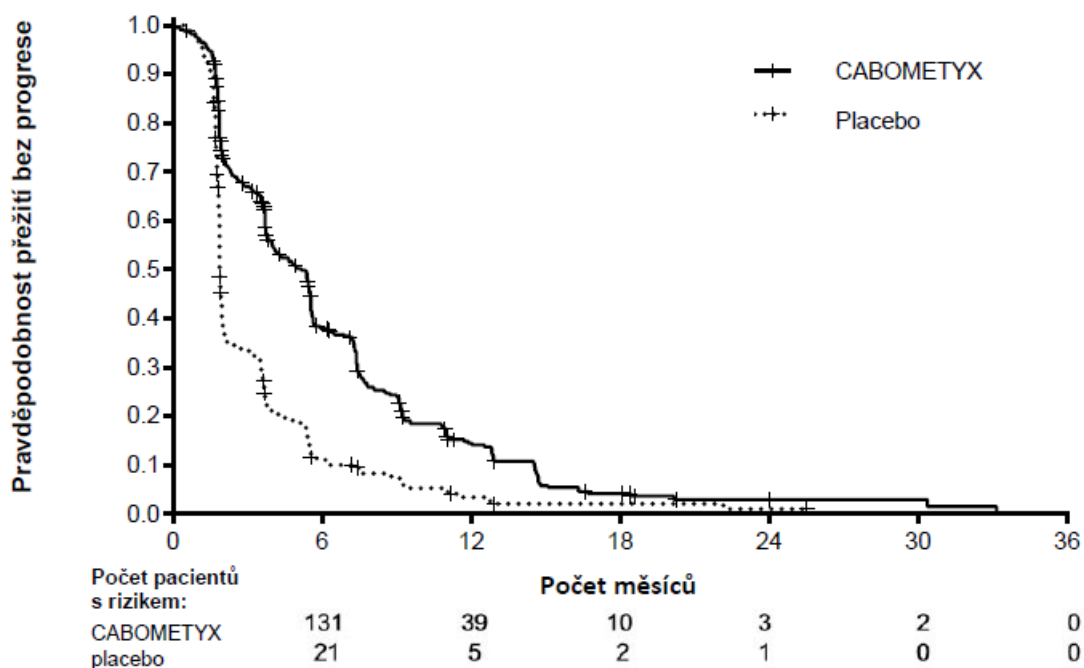 Pravděpodobnost přežití bez progrese
1.0
0.9
0.8
0.7
0.6
0.5
0.4
0.3
0.2
0.1
0.0
CABOMETYX
Placebo
0 6 12 18 24 30 36
Počet měsíců
Počet pacientů
s rizikem:
CABOMETYX 131 39 10 3 2 0
placebo 21 5 2 1 0 0